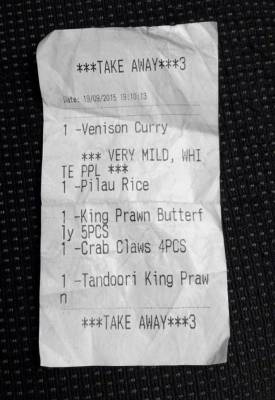 ***TAKE AWAY***3
Date: 19/09/2015 19:10:13
1 -Venison Curry
*** VERY MILD, WHI
TE PPL ***
1 -Pilau Rice
1 -King Prawn Butterf
ly 5PCS
1 -Crab Claws 4PCS
1 -Tandoori King Praw
n
***TAKE AWAY***3